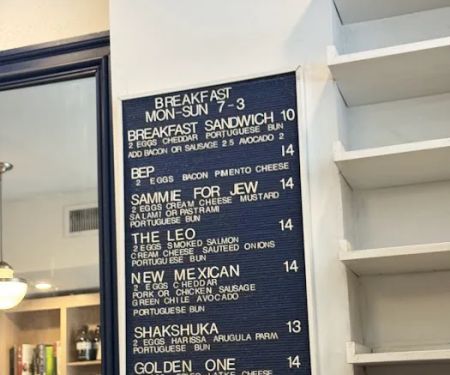 BREAKFAST
MON-SUN 7-3
BREAKFAST SANDWICH 10
2 EGGS CHEDDAR PORTUGUESE BUN
ADD BACON OR SAUSAGE 2.5 AVOCADO 2
BEP 14
2 EGGS BACON PIMENTO CHEESE
SAMMIE FOR JEW 14
2 EGGS CREAM CHEESE MUSTARD
SALAMI OR PASTRAMI
PORTUGUESE BUN
THE LEO 14
2 EGGS SMOKED SALMON
CREAM CHEESE SAUTEED ONIONS
PORTUGUESE BUN
NEW MEXICAN 14
2 EGGS CHEDDAR
PORK OR CHICKEN SAUSAGE
GREEN CHILE AVOCADO
PORTUGUESE BUN
SHAKSHUKA 13
2 EGGS HARISSA ARUGULA PARM
PORTUGUESE BUN
GOLDEN ONE 14
LATKE CHEESE